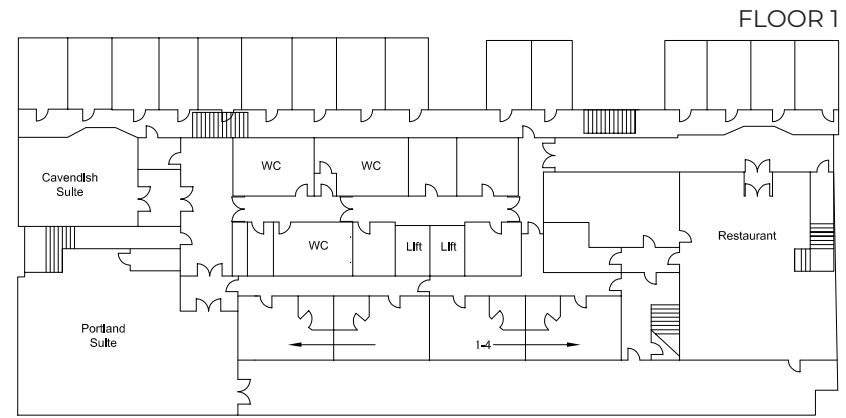 FLOOR 1
WC
WC
Cavendish
Suite
Restaurant
WC
Lift
Lift
Portland
Suite
1-4